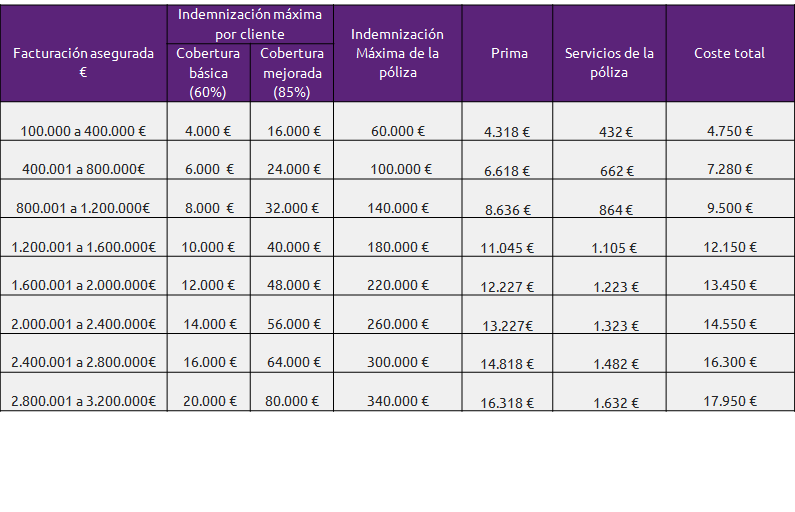 Facturación asegurada
€
Indemnización máxima
por cliente
Cobertura
básica
(60%)
Cobertura
mejorada
(85%)
Indemnización
Máxima de la
póliza
Prima
Servicios de la
póliza
Coste total
100.000 a 400.000 € 4.000 € 16.000 € 60.000 € 4.318 € 432 € 4.750 €
400.001 a 800.000€ 6.000 € 24.000 € 100.000 € 6.618 € 662 € 7.280 €
800.001 a 1.200.000€ 8.000 € 32.000 € 140.000 € 8.636 € 864 € 9.500 €
1.200.001 a 1.600.000€ 10.000 € 40.000 € 180.000 € 11.045 € 1.105 € 12.150 €
1.600.001 a 2.000.000€ 12.000 € 48.000 € 220.000 € 12.227 € 1.223 € 13.450 €
2.000.001 a 2.400.000€ 14.000 € 56.000 € 260.000 € 13.227€ 1.323 € 14.550 €
2.400.001 a 2.800.000€ 16.000 € 64.000 € 300.000 € 14.818 € 1.482 € 16.300 €
2.800.001 a 3.200.000€ 20.000 € 80.000 € 340.000 € 16.318 € 1.632 € 17.950 €